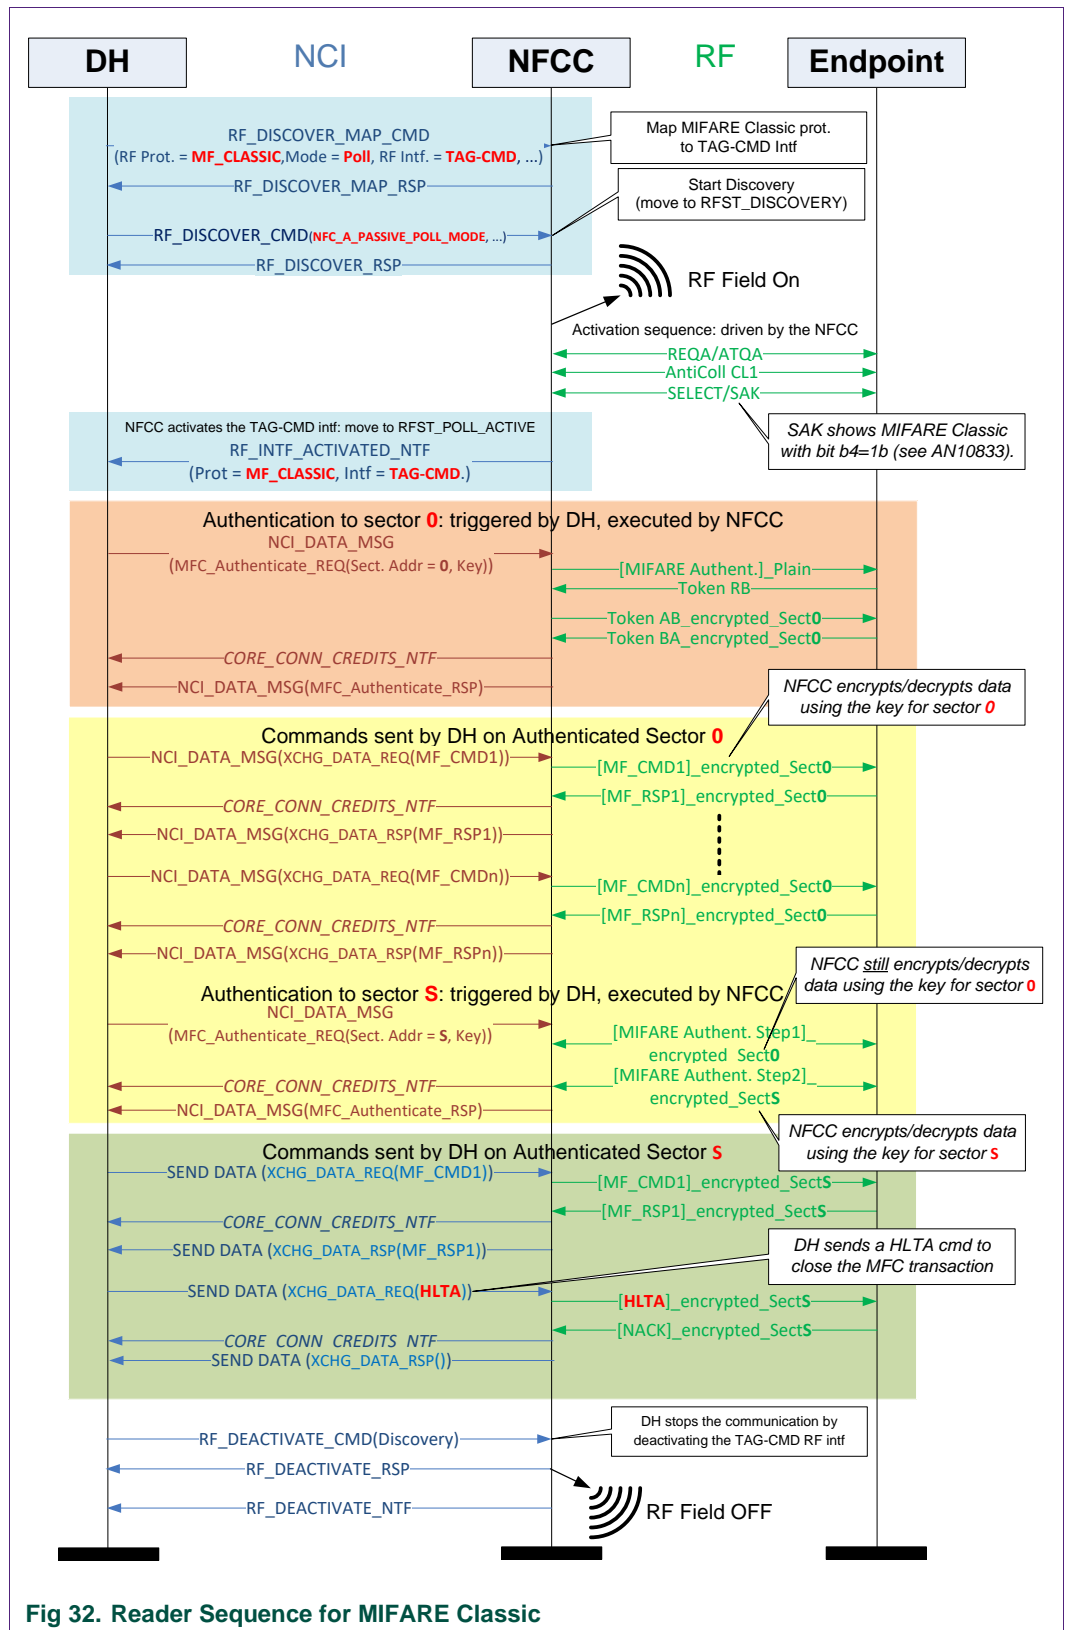 DH NCI NFCC RF Endpoint
RF_DISCOVER_MAP_CMD
(RF Prot. = MF_CLASSIC,Mode = Poll, RF Intf. = TAG-CMD, ...)
Map MIFARE Classic prot.
to TAG-CMD Intf
RF_DISCOVER_MAP_RSP
Start Discovery
(move to RFST_DISCOVERY)
RF_DISCOVER_CMD(NFC_A_PASSIVE_POLL_MODE, ...)
RF_DISCOVER_RSP
RF Field On
Activation sequence: driven by the NFCC
REQA/ATQA
AntiColl CL1
SELECT/SAK
SAK shows MIFARE Classic
with bit b4=1b (see AN10833).
NFCC activates the TAG-CMD intf: move to RFST_POLL_ACTIVE
RF_INTF_ACTIVATED_NTF
(Prot = MF_CLASSIC, Intf = TAG-CMD.)
Authentication to sector 0: triggered by DH, executed by NFCC
NCI_DATA_MSG
(MFC_Authenticate_REQ(Sect. Addr = 0, Key))
[MIFARE Authent.]_Plain
Token RB
Token AB_encrypted_Sect0
Token BA_encrypted_Sect0
CORE_CONN_CREDITS_NTF
NCI_DATA_MSG(MFC_Authenticate_RSP)
NFCC encrypts/decrypts data
using the key for sector 0
Commands sent by DH on Authenticated Sector 0
NCI_DATA_MSG(XCHG_DATA_REQ(MF_CMD1))
[MF_CMD1]_encrypted_Sect0
[MF_RSP1]_encrypted_Sect0
CORE_CONN_CREDITS_NTF
NCI_DATA_MSG(XCHG_DATA_RSP(MF_RSP1))
NCI_DATA_MSG(XCHG_DATA_REQ(MF_CMDn))
[MF_CMDn]_encrypted_Sect0
[MF_RSPn]_encrypted_Sect0
CORE_CONN_CREDITS_NTF
NCI_DATA_MSG(XCHG_DATA_RSP(MF_RSPn))
NFCC still encrypts/decrypts
data using the key for sector 0
Authentication to sector S: triggered by DH, executed by NFCC
NCI_DATA_MSG
(MFC_Authenticate_REQ(Sect. Addr = S, Key))
[MIFARE Authent. Step1]_
encrypted_Sect0
[MIFARE Authent. Step2]_
encrypted_SectS
CORE_CONN_CREDITS_NTF
NCI_DATA_MSG(MFC_Authenticate_RSP)
NFCC encrypts/decrypts data
using the key for sector S
Commands sent by DH on Authenticated Sector S
SEND DATA (XCHG_DATA_REQ(MF_CMD1))
[MF_CMD1]_encrypted_SectS
[MF_RSP1]_encrypted_SectS
CORE_CONN_CREDITS_NTF
SEND DATA (XCHG_DATA_RSP(MF_RSP1))
DH sends a HLTA cmd to
close the MFC transaction
SEND DATA (XCHG_DATA_REQ(HLTA))
[HLTA]_encrypted_SectS
[NACK]_encrypted_SectS
CORE_CONN_CREDITS_NTF
SEND DATA (XCHG_DATA_RSP())
DH stops the communication by
deactivating the TAG-CMD RF intf
RF_DEACTIVATE_CMD(Discovery)
RF_DEACTIVATE_RSP
RF_DEACTIVATE_NTF
RF Field OFF
Fig 32. Reader Sequence for MIFARE Classic